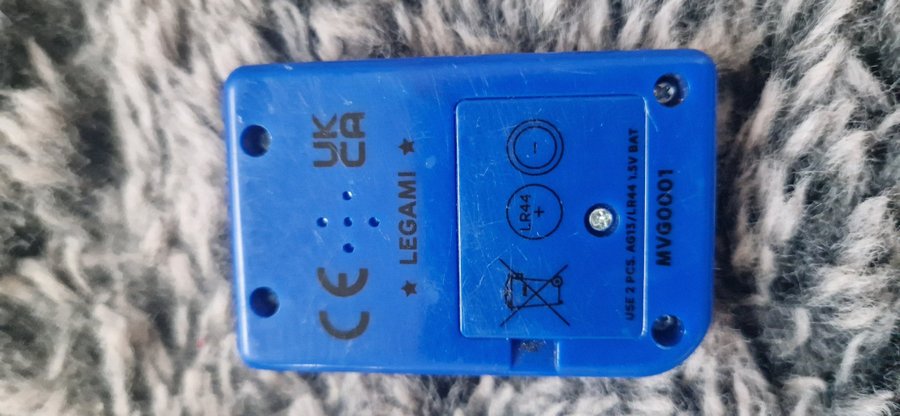 CE
UK
CA
★ LEGAMI ★
LR44
+
-
USE 2 PCS. AG13/LR44 1.5V BAT
MVG0001